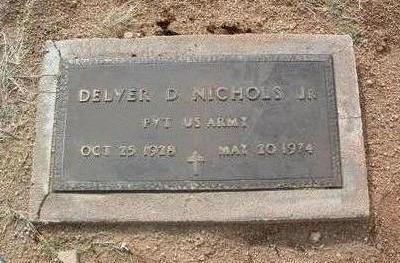 DELVER D NICHOLS JR
PVT US ARMY
OCT 25 1928 MAY 20 1974